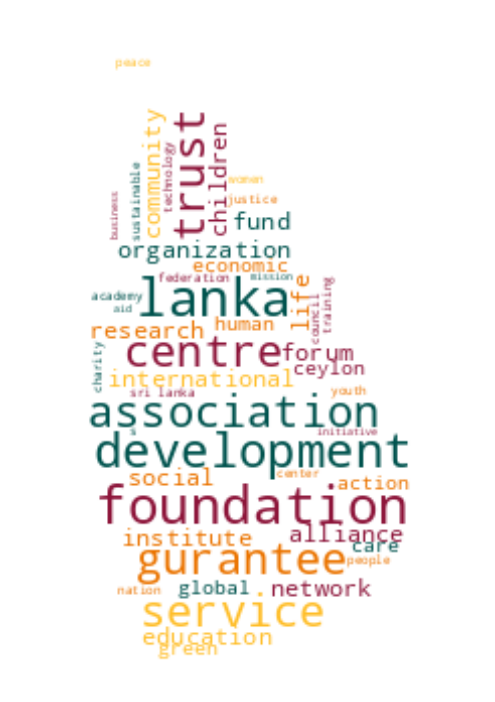 peace
community
trust
children
technology
sustainable
business
women
justice
fund
organization
economic
federation
mission
life
council
training
lanka
academy
aid
research
human
centre
forum
ceylon
charity
international
sri lanka
youth
association
s
initiative
development
social
center
action
foundation
alliance
institute
care
gurantee
people
nation
global
.
network
service
education
green